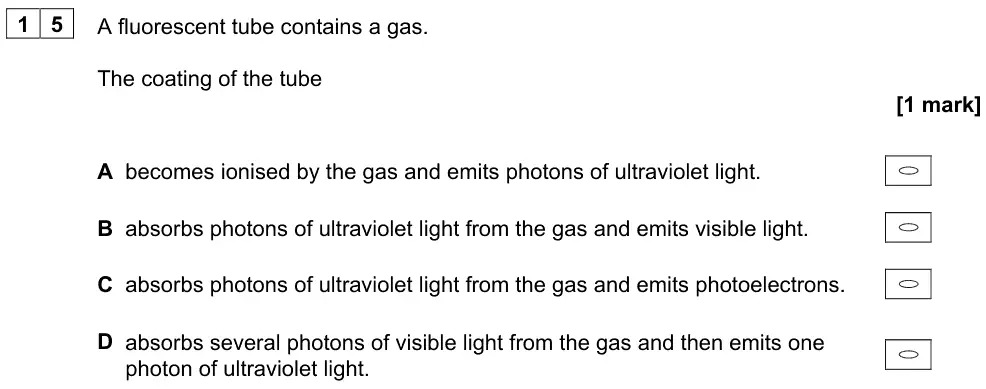 1 5 A fluorescent tube contains a gas.
The coating of the tube
[1 mark]
A becomes ionised by the gas and emits photons of ultraviolet light.
B absorbs photons of ultraviolet light from the gas and emits visible light.
C absorbs photons of ultraviolet light from the gas and emits photoelectrons.
D absorbs several photons of visible light from the gas and then emits one
photon of ultraviolet light.